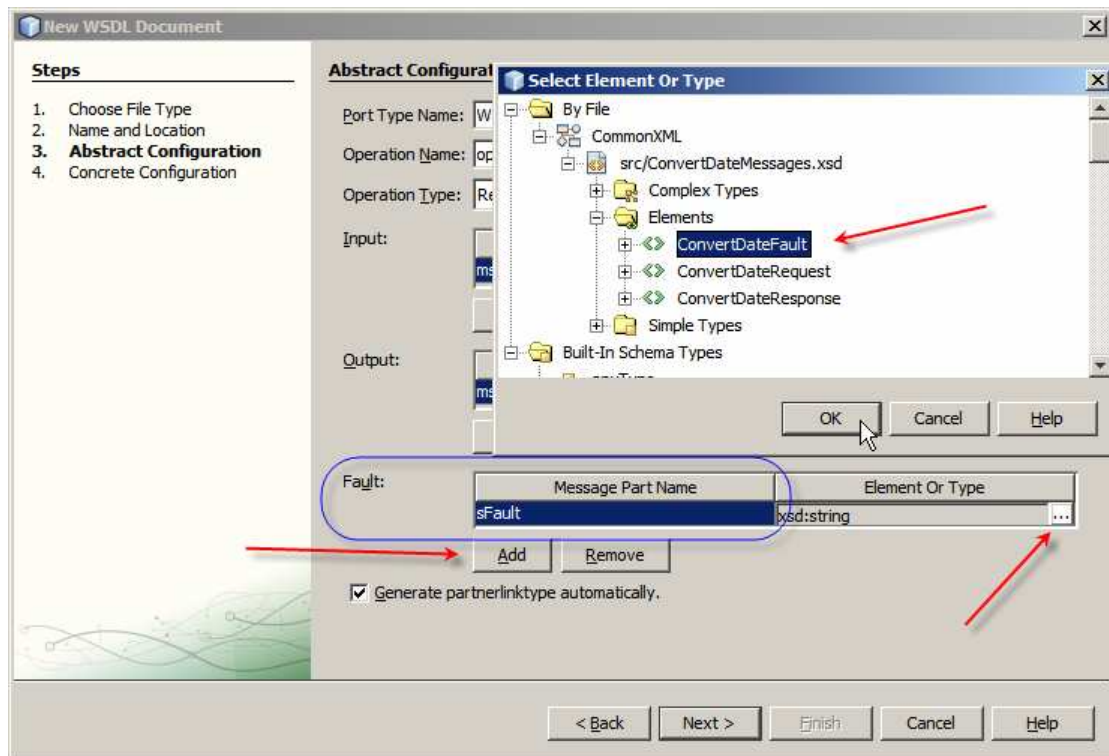 New WSDL Document
Steps
1. Choose File Type
2. Name and Location
3. Abstract Configuration
4. Concrete Configuration
Abstract Configurat
Port Type Name: W
Operation Name: op
Operation Type: Re
Input:
ms
Output:
ms
Select Element Or Type
By File
CommonXML
src/ConvertDateMessages.xsd
Complex Types
Elements
ConvertDateFault
ConvertDateRequest
ConvertDateResponse
Simple Types
Built-In Schema Types
OK Cancel Help
Fault:
Message Part Name Element Or Type
sFault xsd:string ...
Add Remove
Generate partnerlinktype automatically.
< Back Next > Finish Cancel Help